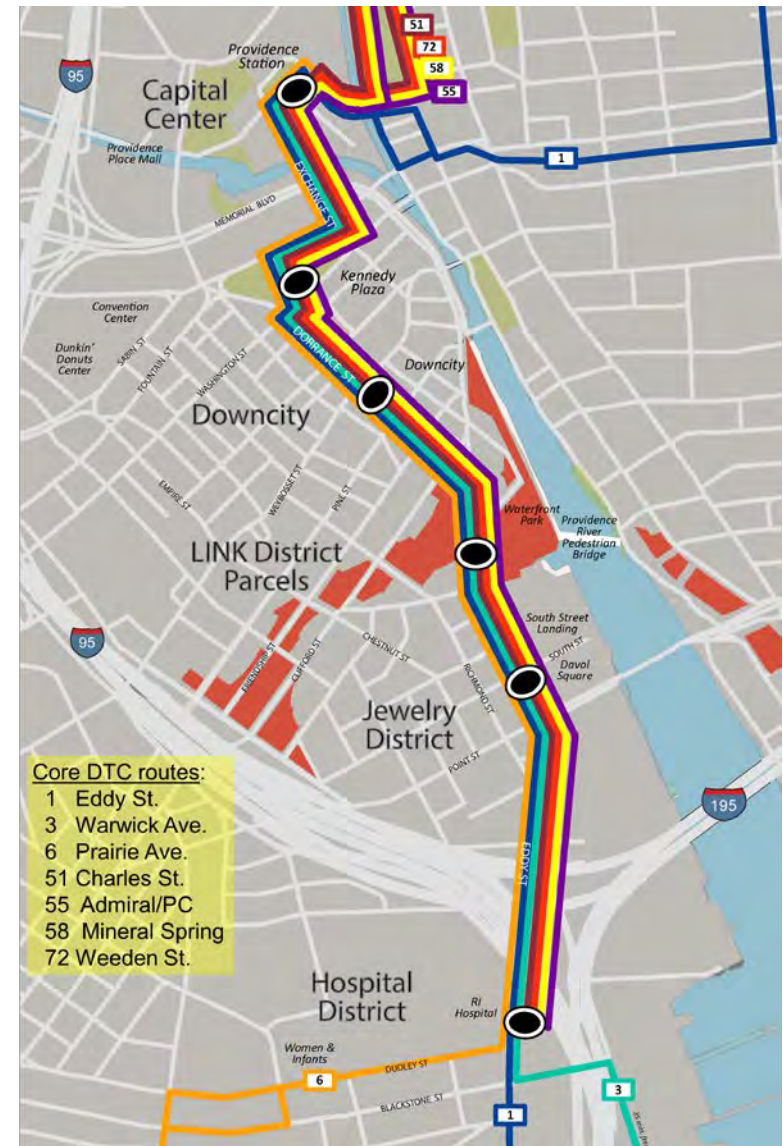 51
72
58
55
Providence
Station
95
Capital
Center
Providence
Place Mall
1
EXCHANGE ST
MEMORIAL BLVD
Kennedy
Plaza
Convention
Center
Dunkin'
Donuts
Center
SABIN ST
FOUNTAIN ST
WASHINGTON ST
DORRANCE ST
Downcity
Downcity
EMPIRE ST
WEYBOSSET ST
PINE ST
Waterfront
Park
Providence
River
Pedestrian
Bridge
LINK District
Parcels
95
FRIENDSHIP ST
CLIFFORD ST
CHESTNUT ST
RICHMOND ST
South Street
Landing
SOUTH ST
Davol
Square
Jewelry
District
POINT ST
195
Core DTC routes:
1 Eddy St.
3 Warwick Ave.
6 Prairie Ave.
51 Charles St.
55 Admiral/PC
58 Mineral Spring
72 Weeden St.
EDDY ST
Hospital
District
RI
Hospital
Women &
Infants
6
DUDLEY ST
BLACKSTONE ST
1
3